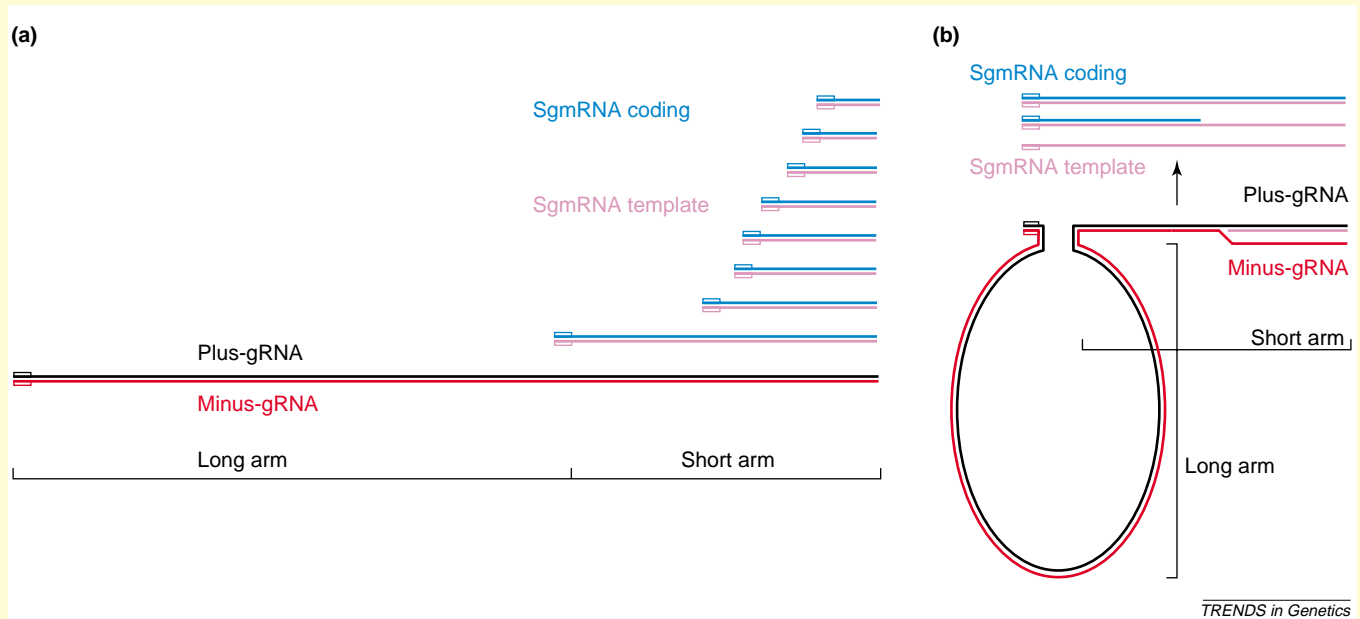 (a)
SgmRNA coding
SgmRNA template
Plus-gRNA
Minus-gRNA
Long arm
Short arm
(b)
SgmRNA coding
SgmRNA template
Plus-gRNA
Minus-gRNA
Short arm
Long arm
TRENDS in Genetics